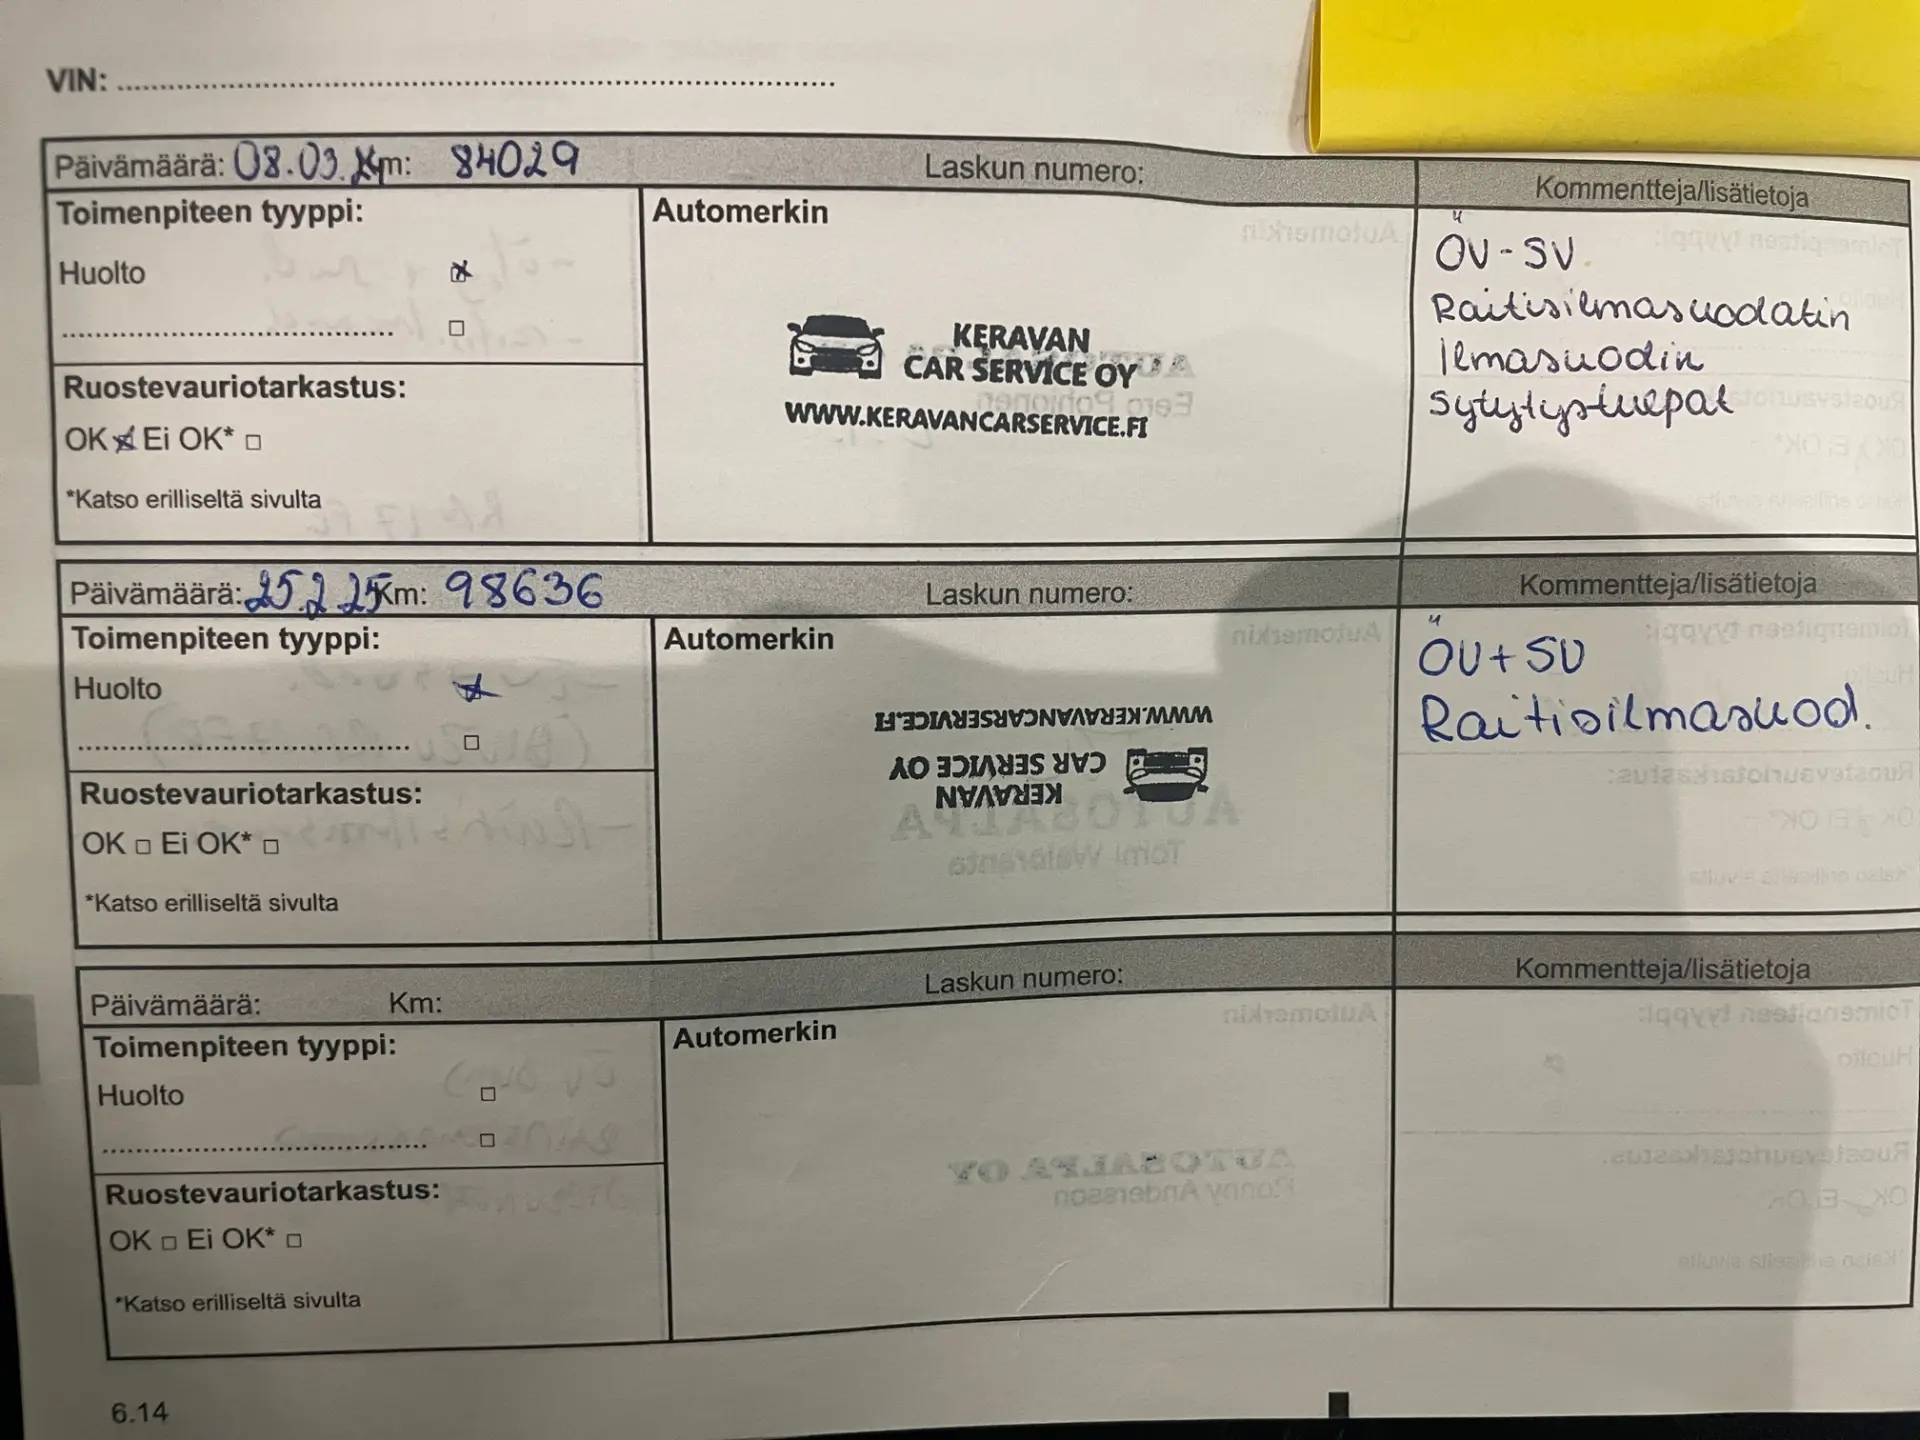 VIN: ........................................................
Päivämäärä: 08.03. Km: 84029 Laskun numero: Kommentteja/lisätietoja
Toimenpiteen tyyppi:
Huolto
Ruostevauriotarkastus:
OK Ei OK*
*Katso erilliseltä sivulta
Automerkin
KERAVAN
CAR SERVICE OY
WWW.KERAVANCARSERVICE.FI
ÖV-SV
Raitisilmasuodatin
Ilmasuodin
Sytytystulpat
Päivämäärä: 25.2.25 Km: 98636 Laskun numero: Kommentteja/lisätietoja
Toimenpiteen tyyppi:
Huolto
Ruostevauriotarkastus:
OK □ Ei OK* □
*Katso erilliseltä sivulta
Automerkin
KERAVAN
CAR SERVICE OY
WWW.KERAVANCARSERVICE.FI
ÖV+SV
Raitisilmasuod.
Päivämäärä: Km: Laskun numero: Kommentteja/lisätietoja
Toimenpiteen tyyppi:
Huolto □
Ruostevauriotarkastus:
OK □ Ei OK* □
*Katso erilliseltä sivulta
Automerkin
6.14